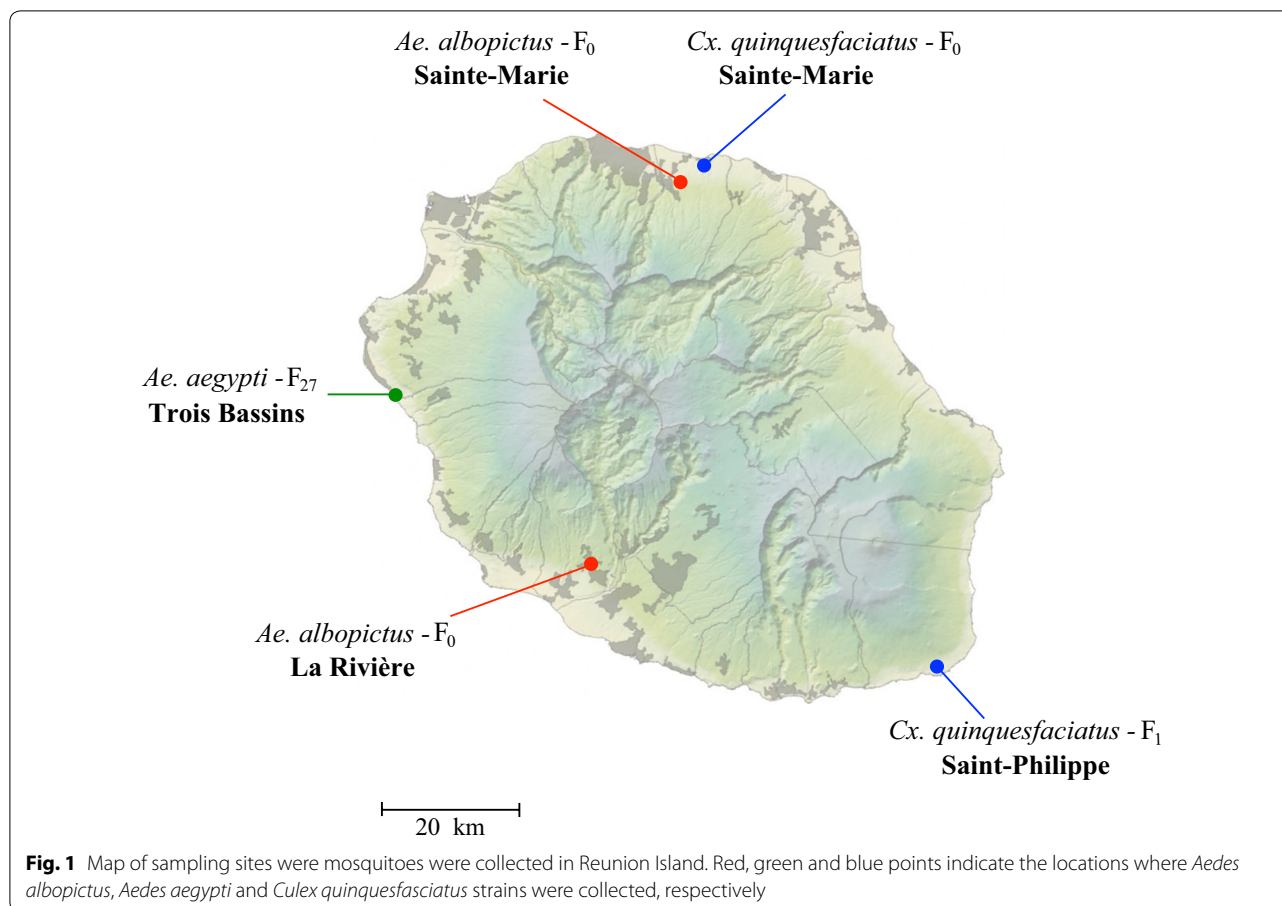 Ae. albopictus - F₀
Sainte-Marie
Cx. quinquesfaciatus - F₀
Sainte-Marie
Ae. aegypti - F₂₇
Trois Bassins
Ae. albopictus - F₀
La Rivière
Cx. quinquesfaciatus - F₁
Saint-Philippe
20 km
Fig. 1 Map of sampling sites were mosquitoes were collected in Reunion Island. Red, green and blue points indicate the locations where Aedes
albopictus, Aedes aegypti and Culex quinquesfasciatus strains were collected, respectively